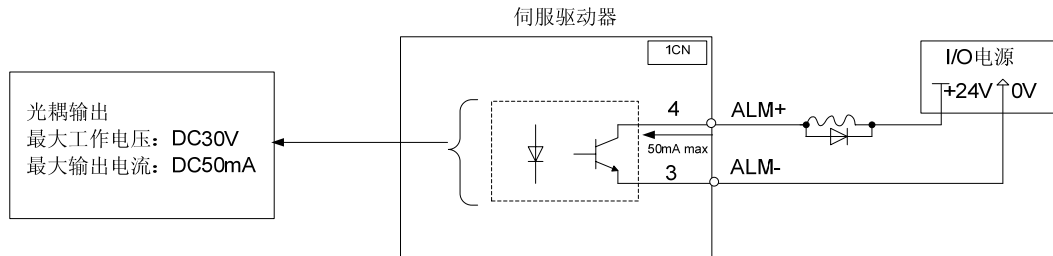 伺服驱动器
1CN
I/O电源
+24V 0V
光耦输出
最大工作电压：DC30V
最大输出电流：DC50mA
4 ALM+
50mA max
3 ALM-